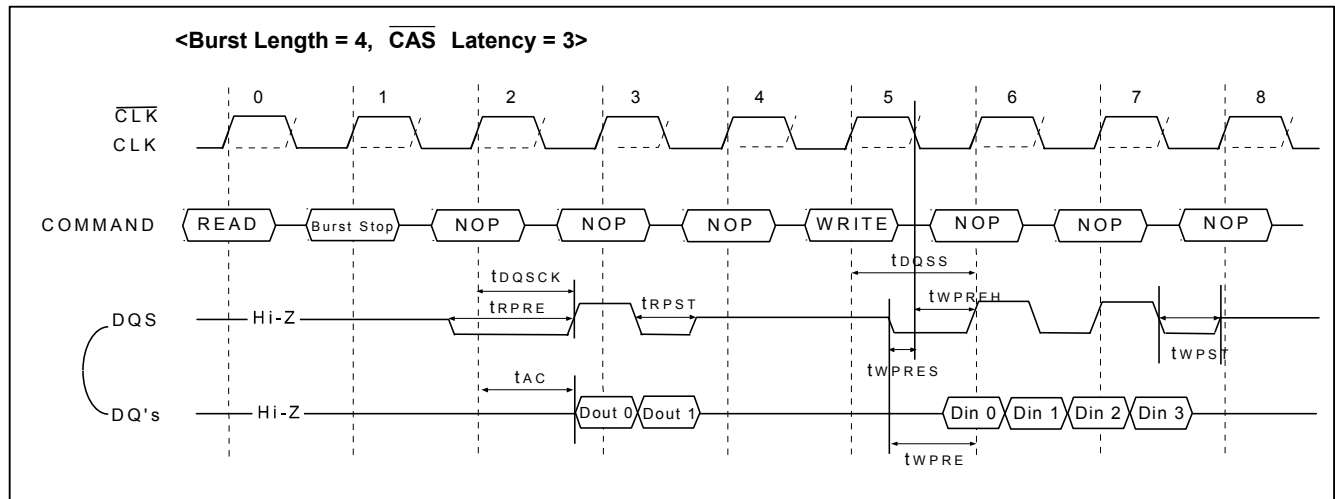 <Burst Length = 4, CAS Latency = 3>
0 1 2 3 4 5 6 7 8
CLK
CLK
COMMAND READ Burst Stop NOP NOP NOP WRITE NOP NOP NOP
tDQSCK tDQSS
tRPRE tRPST tWPREH
DQS Hi-Z
tWPRES tWPST
tAC
DQ's Hi-Z Dout 0 Dout 1 Din 0 Din 1 Din 2 Din 3
tWPRE